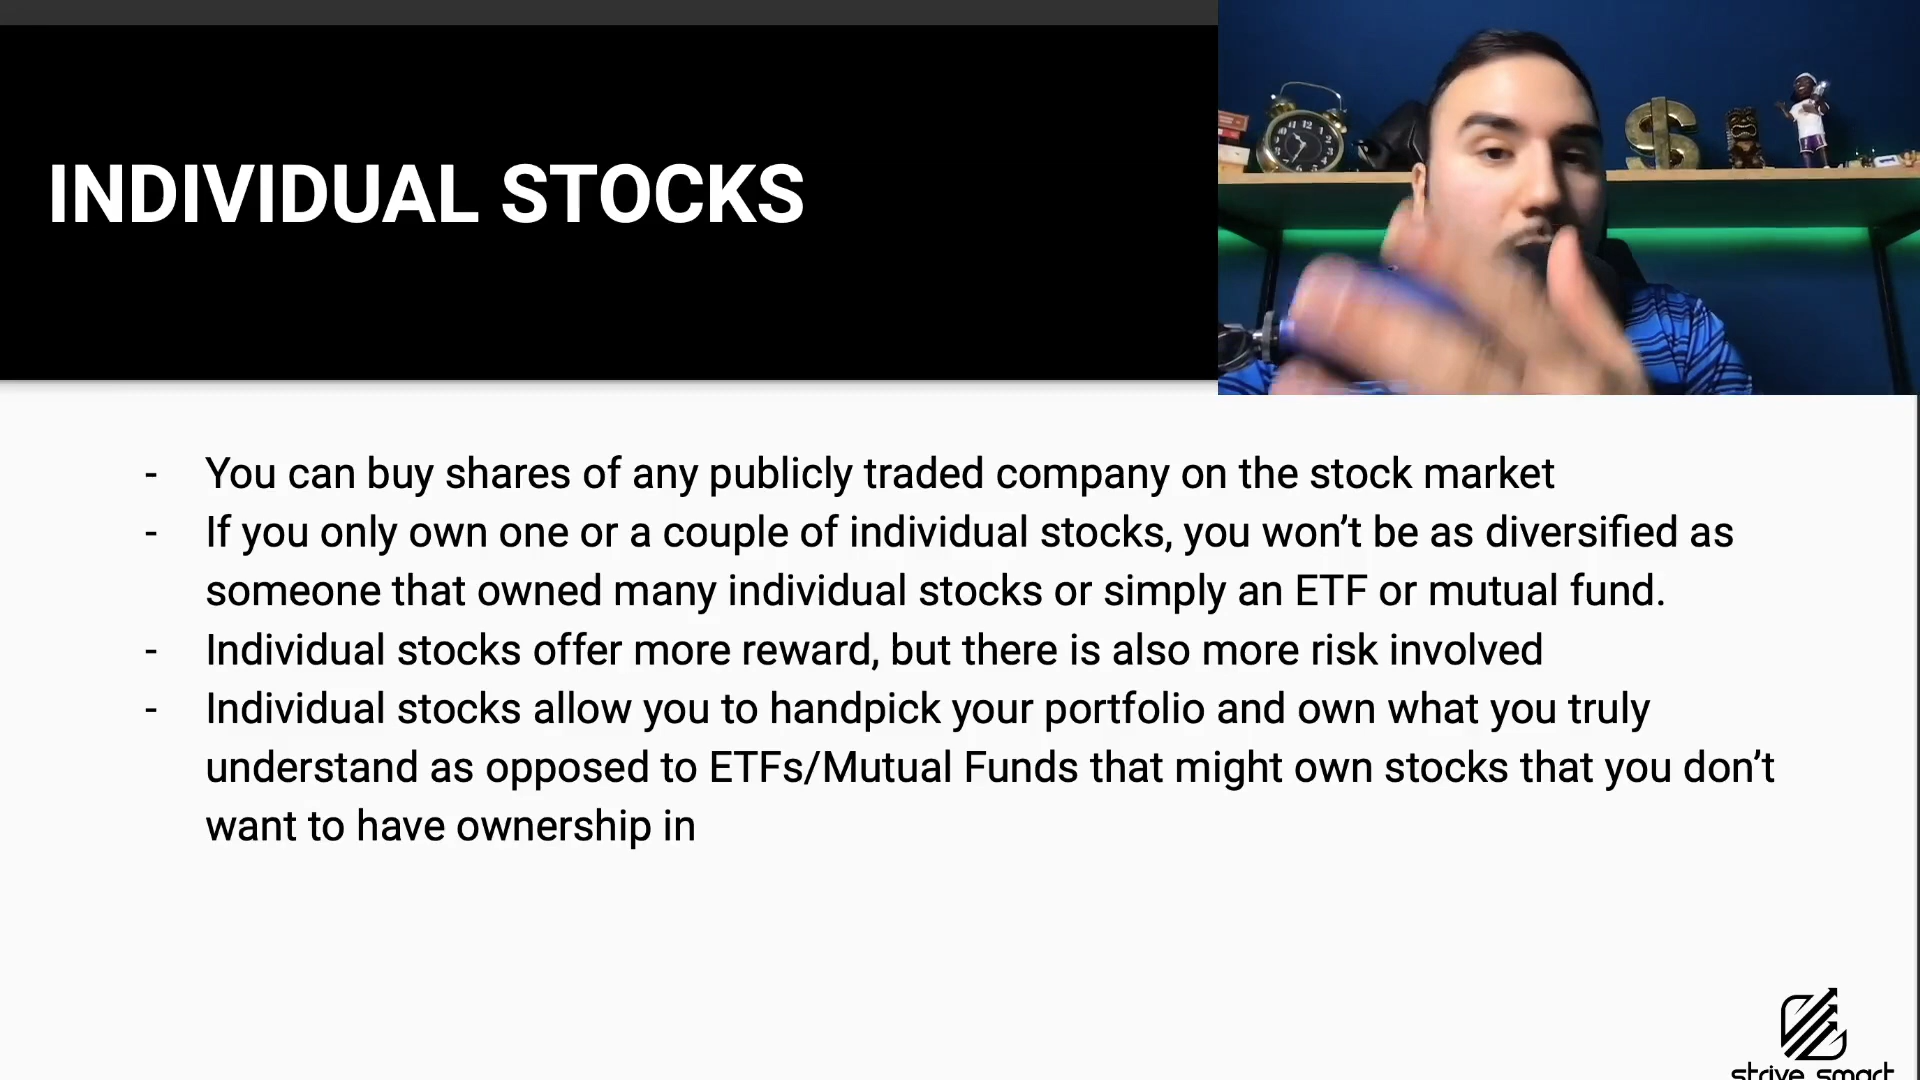 INDIVIDUAL STOCKS
- You can buy shares of any publicly traded company on the stock market
- If you only own one or a couple of individual stocks, you won’t be as diversified as
someone that owned many individual stocks or simply an ETF or mutual fund.
- Individual stocks offer more reward, but there is also more risk involved
- Individual stocks allow you to handpick your portfolio and own what you truly
understand as opposed to ETFs/Mutual Funds that might own stocks that you don’t
want to have ownership in
strive smart